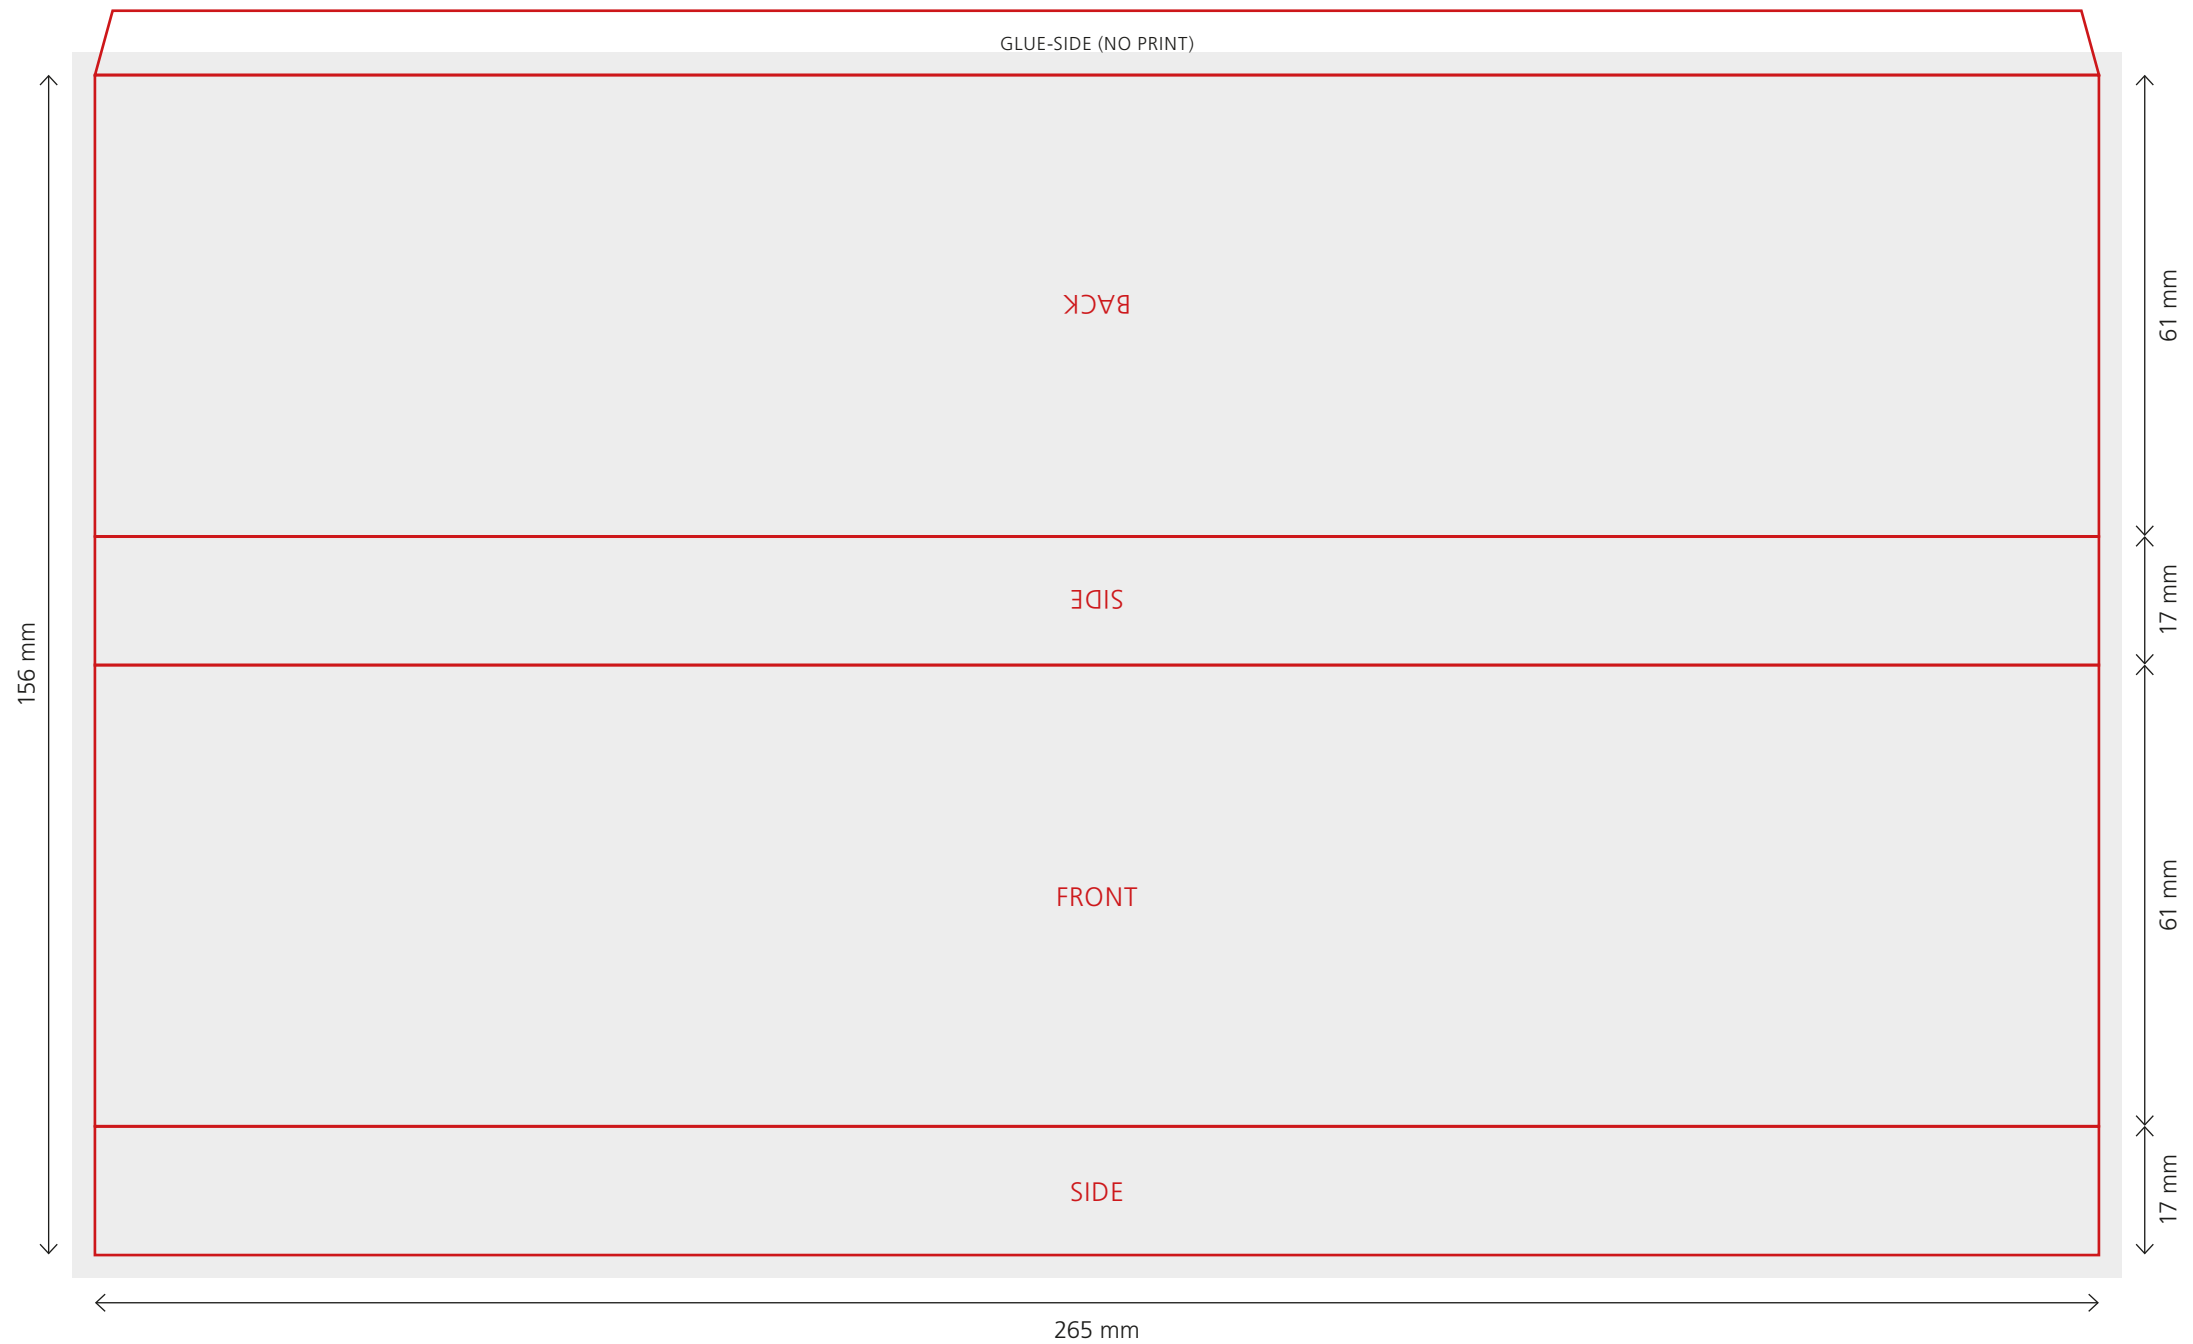 GLUE-SIDE (NO PRINT)
BACK
61 mm
SIDE
17 mm
156 mm
FRONT
61 mm
SIDE
17 mm
265 mm